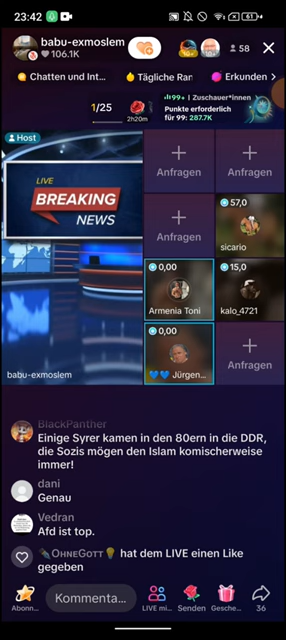 23:42
61
babu-exmoslem
106.1K
58
Chatten und Int...
Tägliche Ran
Erkunden >
1/25
2h20m
99+ | Zuschauer*innen
Punkte erforderlich
für 99: 287.7K
Host
LIVE
BREAKING
NEWS
babu-exmoslem
Anfragen
Anfragen
Anfragen
57,0
sicario
0,00
Armenia Toni
15,0
kalo_4721
0,00
Jürgen...
Anfragen
BlackPanther
Einige Syrer kamen in den 80ern in die DDR,
die Sozis mögen den Islam komischerweise
immer!
dani
Genau
Vedran
Afd ist top.
OHNEGOTT hat dem LIVE einen Like
gegeben
Abonn...
Kommenta...
LIVE mi...
Senden
Gesche...
36